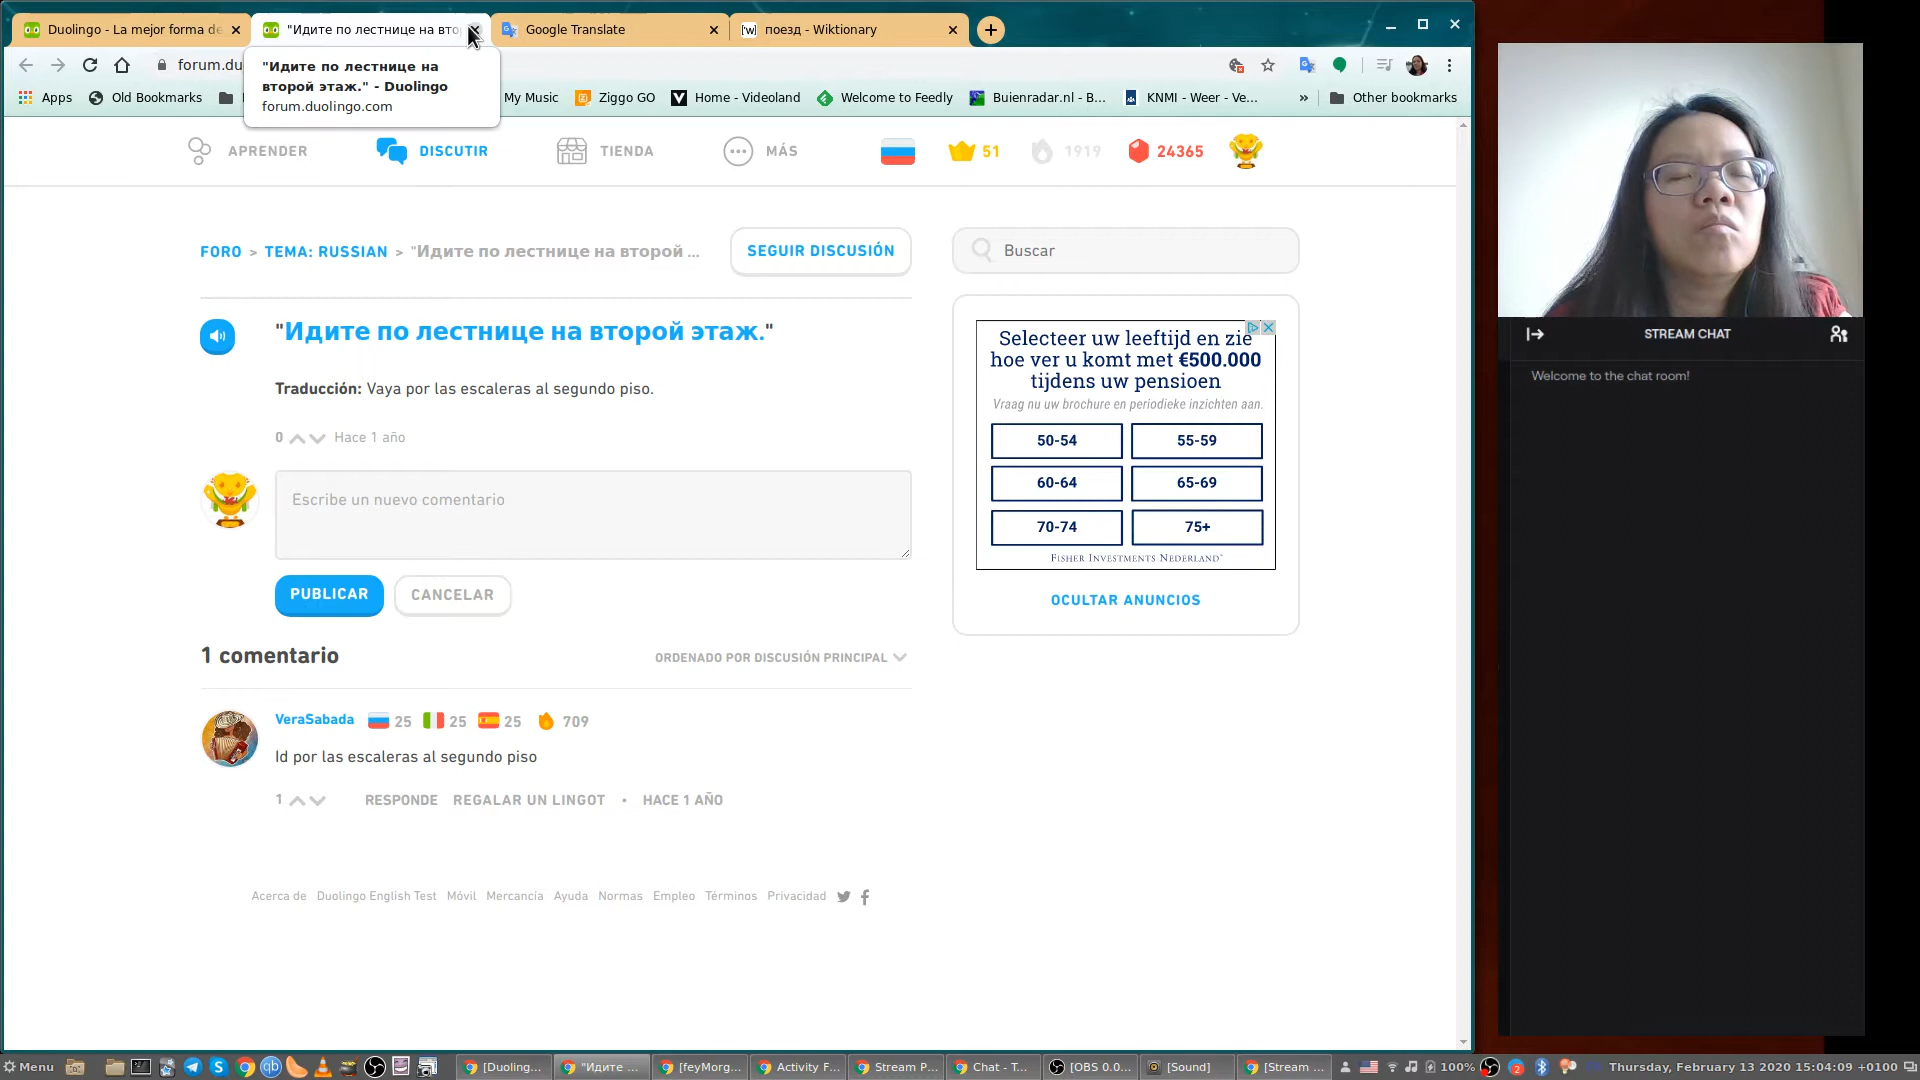 Duolingo - La mejor forma de
"Идите по лестнице на вто
Google Translate
поезд - Wiktionary
forum.du
"Идите по лестнице на
второй этаж." - Duolingo
forum.duolingo.com
Apps
Old Bookmarks
My Music
Ziggo GO
Home - Videoland
Welcome to Feedly
Buienradar.nl - B...
KNMI - Weer - Ve...
»
Other bookmarks
APRENDER
DISCUTIR
TIENDA
MÁS
51
1919
24365
FORO > TEMA: RUSSIAN > "Идите по лестнице на второй ...
SEGUIR DISCUSIÓN
Buscar
"Идите по лестнице на второй этаж."
Traducción: Vaya por las escaleras al segundo piso.
0
Hace 1 año
Escribe un nuevo comentario
PUBLICAR
CANCELAR
1 comentario
ORDENADO POR DISCUSIÓN PRINCIPAL
VeraSabada
25
25
25
709
Id por las escaleras al segundo piso
1
RESPONDE
REGALAR UN LINGOT
•
HACE 1 AÑO
Selecteer uw leeftijd en zie
hoe ver u komt met €500.000
tijdens uw pensioen
Vraag nu uw brochure en periodieke inzichten aan.
50-54
55-59
60-64
65-69
70-74
75+
FISHER INVESTMENTS NEDERLAND
OCULTAR ANUNCIOS
Acerca de
Duolingo English Test
Móvil
Mercancía
Ayuda
Normas
Empleo
Términos
Privacidad
STREAM CHAT
Welcome to the chat room!
Menu
[Duoling...
"Идите ...
[feyMorg...
Activity F...
Stream P...
Chat - T...
[OBS 0.0...
[Sound]
[Stream ...
100%
2
Thursday, February 13 2020 15:04:09 +0100